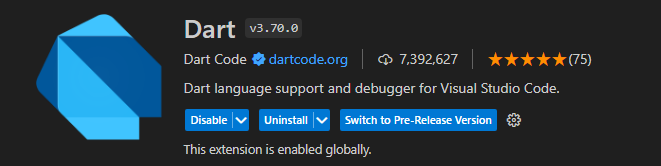 Dart v3.70.0
Dart Code dartcode.org 7,392,627 (75)
Dart language support and debugger for Visual Studio Code.
Disable Uninstall Switch to Pre-Release Version
This extension is enabled globally.